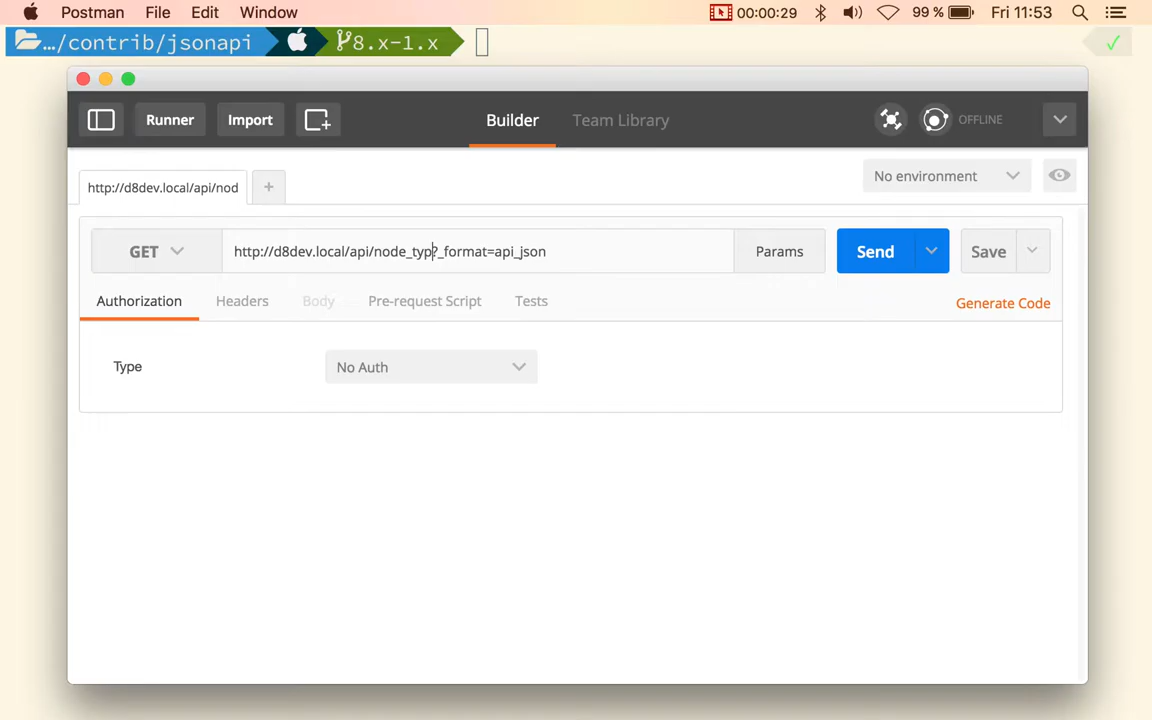 Postman File Edit Window 00:00:29 99 % Fri 11:53
.../contrib/jsonapi 8.x-1.x
Runner Import Builder Team Library OFFLINE
http://d8dev.local/api/nod No environment
GET http://d8dev.local/api/node_typ?_format=api_json Params Send Save
Authorization Headers Body Pre-request Script Tests Generate Code
Type No Auth